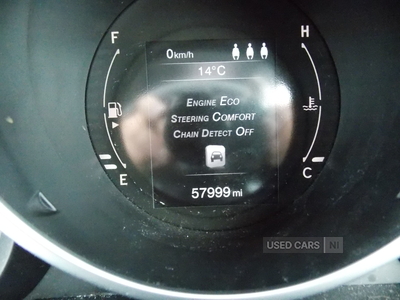 F
H
0km/h
14°C
ENGINE ECO
STEERING COMFORT
CHAIN DETECT OFF
E
C
57999 mi
USED CARS NI